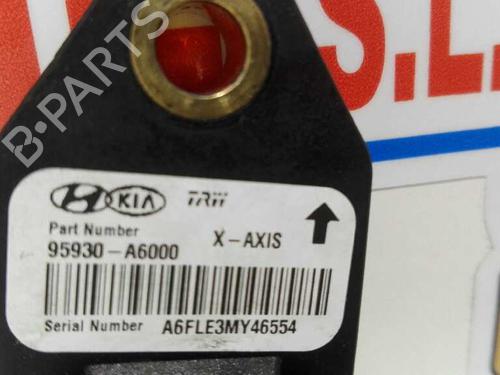 S.L.
B-PARTS
KIA TRW
Part Number
95930-A6000 X-AXIS
Serial Number A6FLE3MY46554